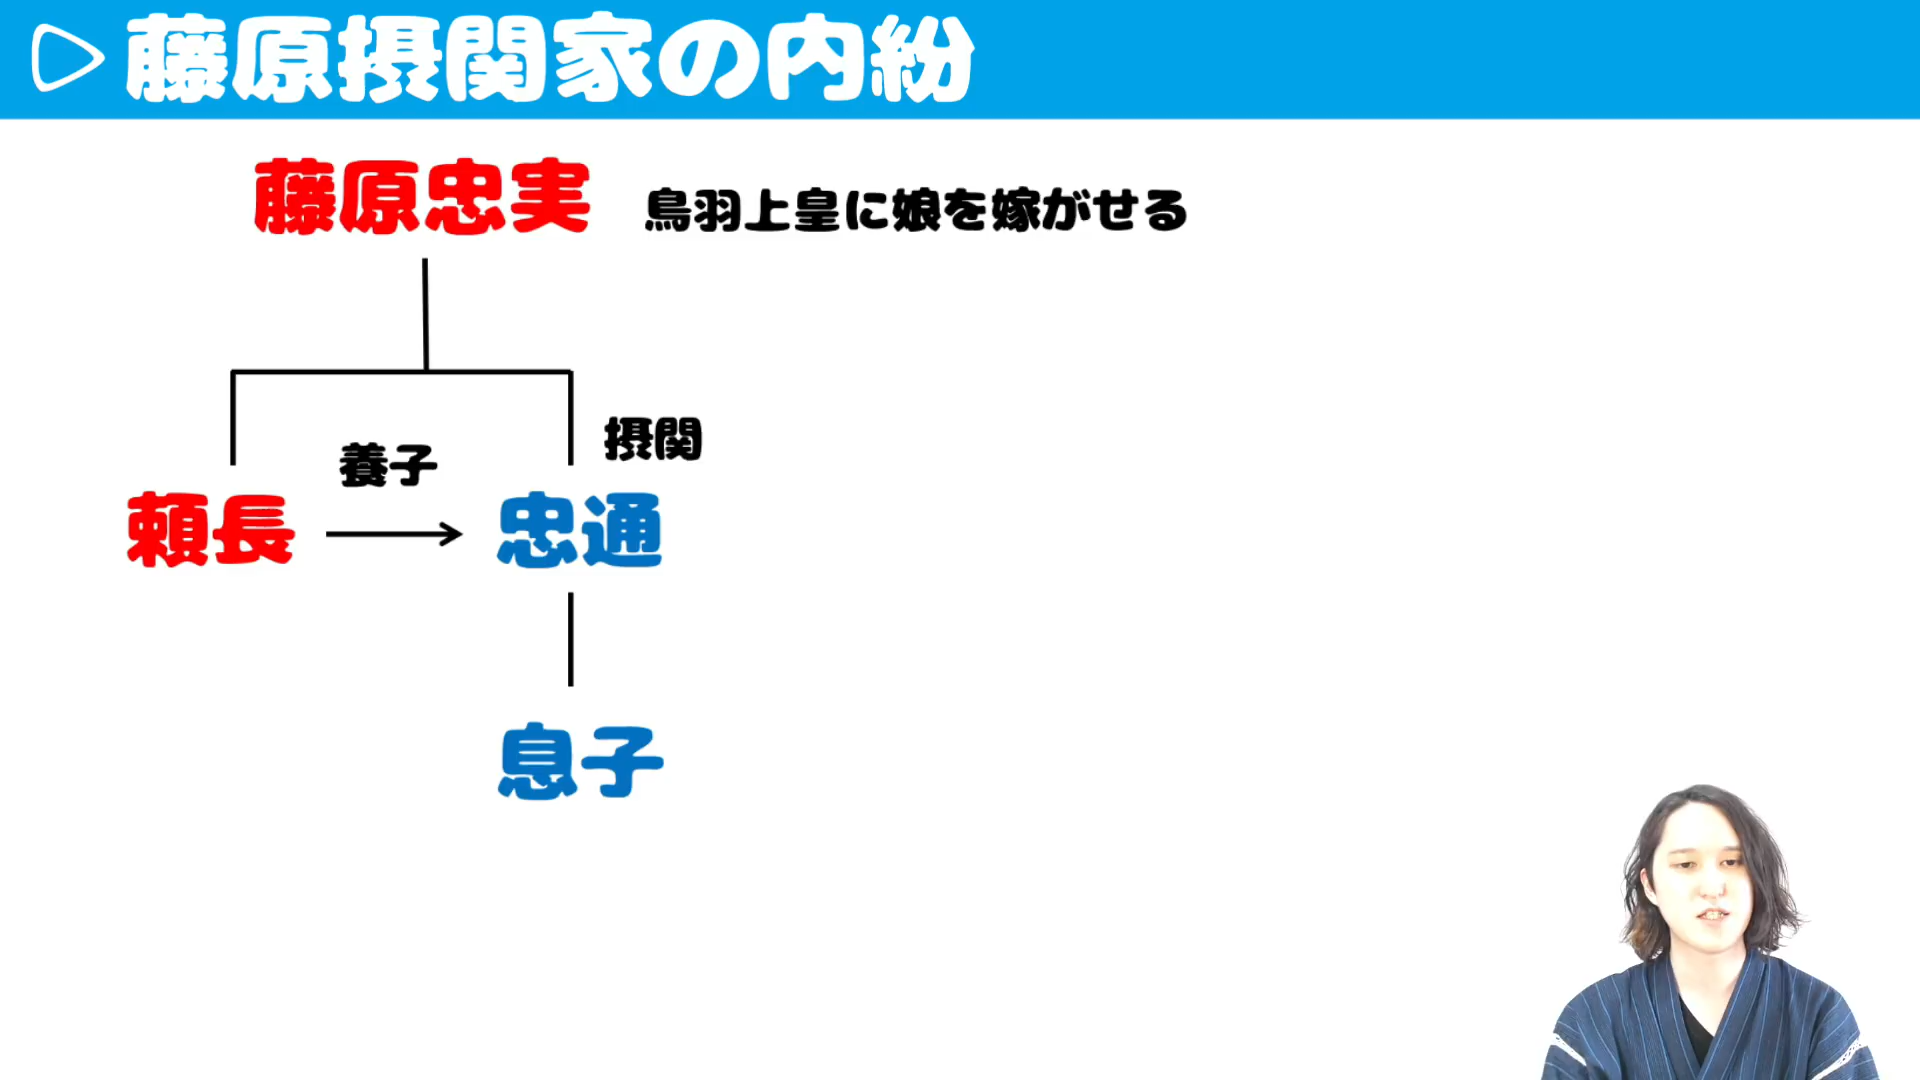 藤原摂関家の内紛
藤原忠実
鳥羽上皇に娘を嫁がせる
摂関
養子
頼長
忠通
息子